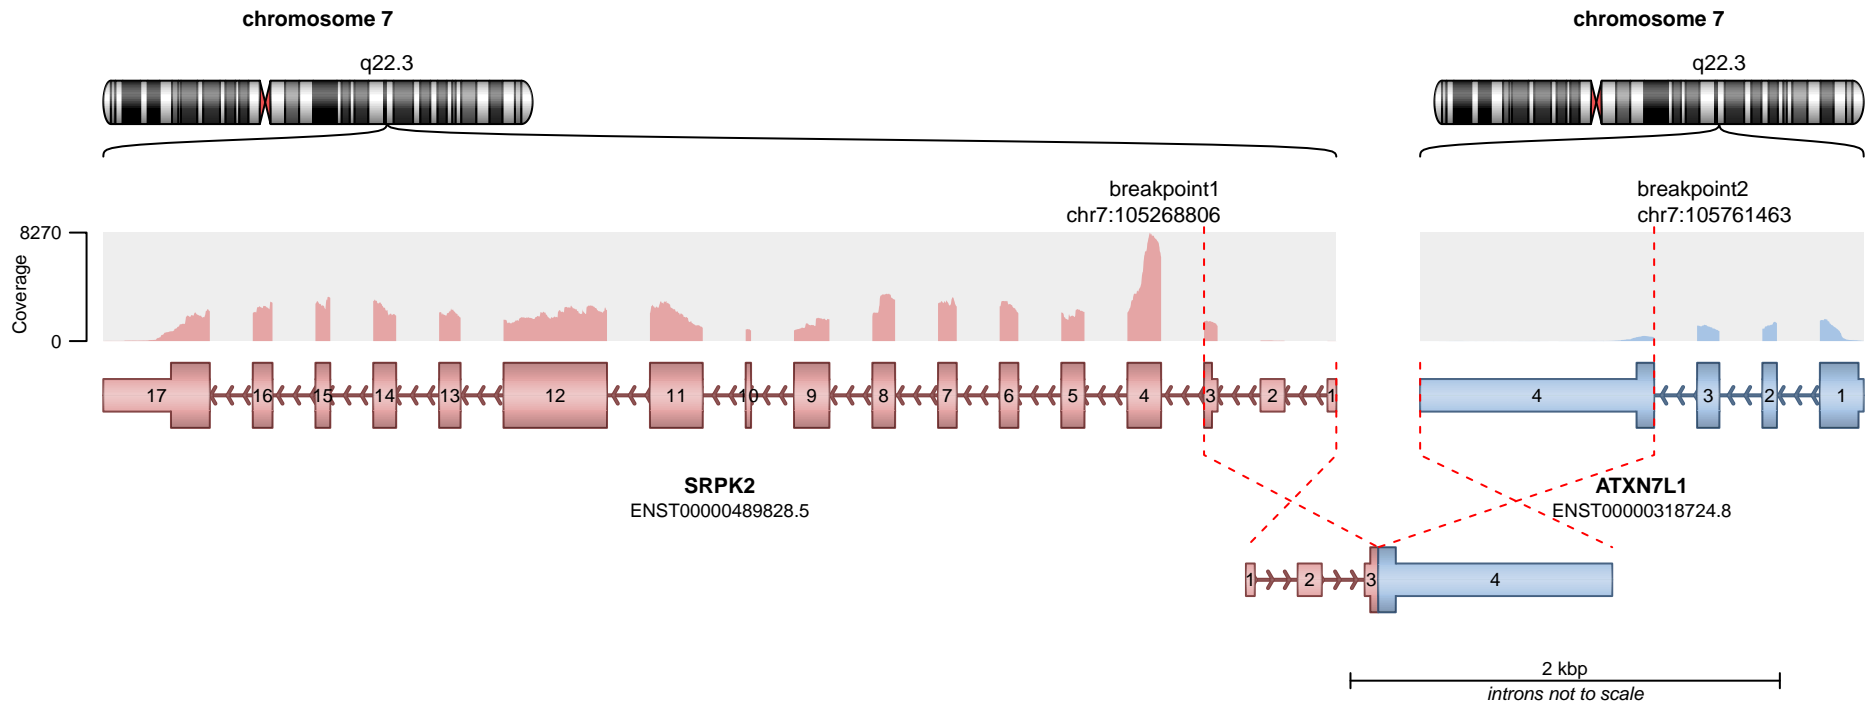 chromosome 7
chromosome 7
q22.3
q22.3
breakpoint1
chr7:105268806
breakpoint2
chr7:105761463
8270
Coverage
0
17 16 15 14 13 12 11 10 9 8 7 6 5 4 3 2 1
4 3 2 1
SRPK2
ENST00000489828.5
ATXN7L1
ENST00000318724.8
1 2 3 4
2 kbp
introns not to scale